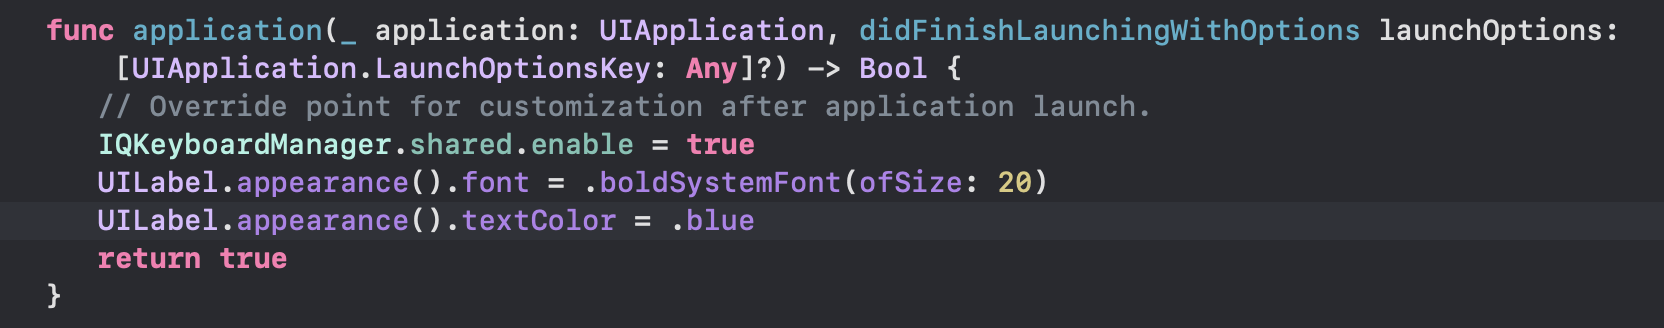 func application(_ application: UIApplication, didFinishLaunchingWithOptions launchOptions:
[UIApplication.LaunchOptionsKey: Any]?) -> Bool {
// Override point for customization after application launch.
IQKeyboardManager.shared.enable = true
UILabel.appearance().font = .boldSystemFont(ofSize: 20)
UILabel.appearance().textColor = .blue
return true
}